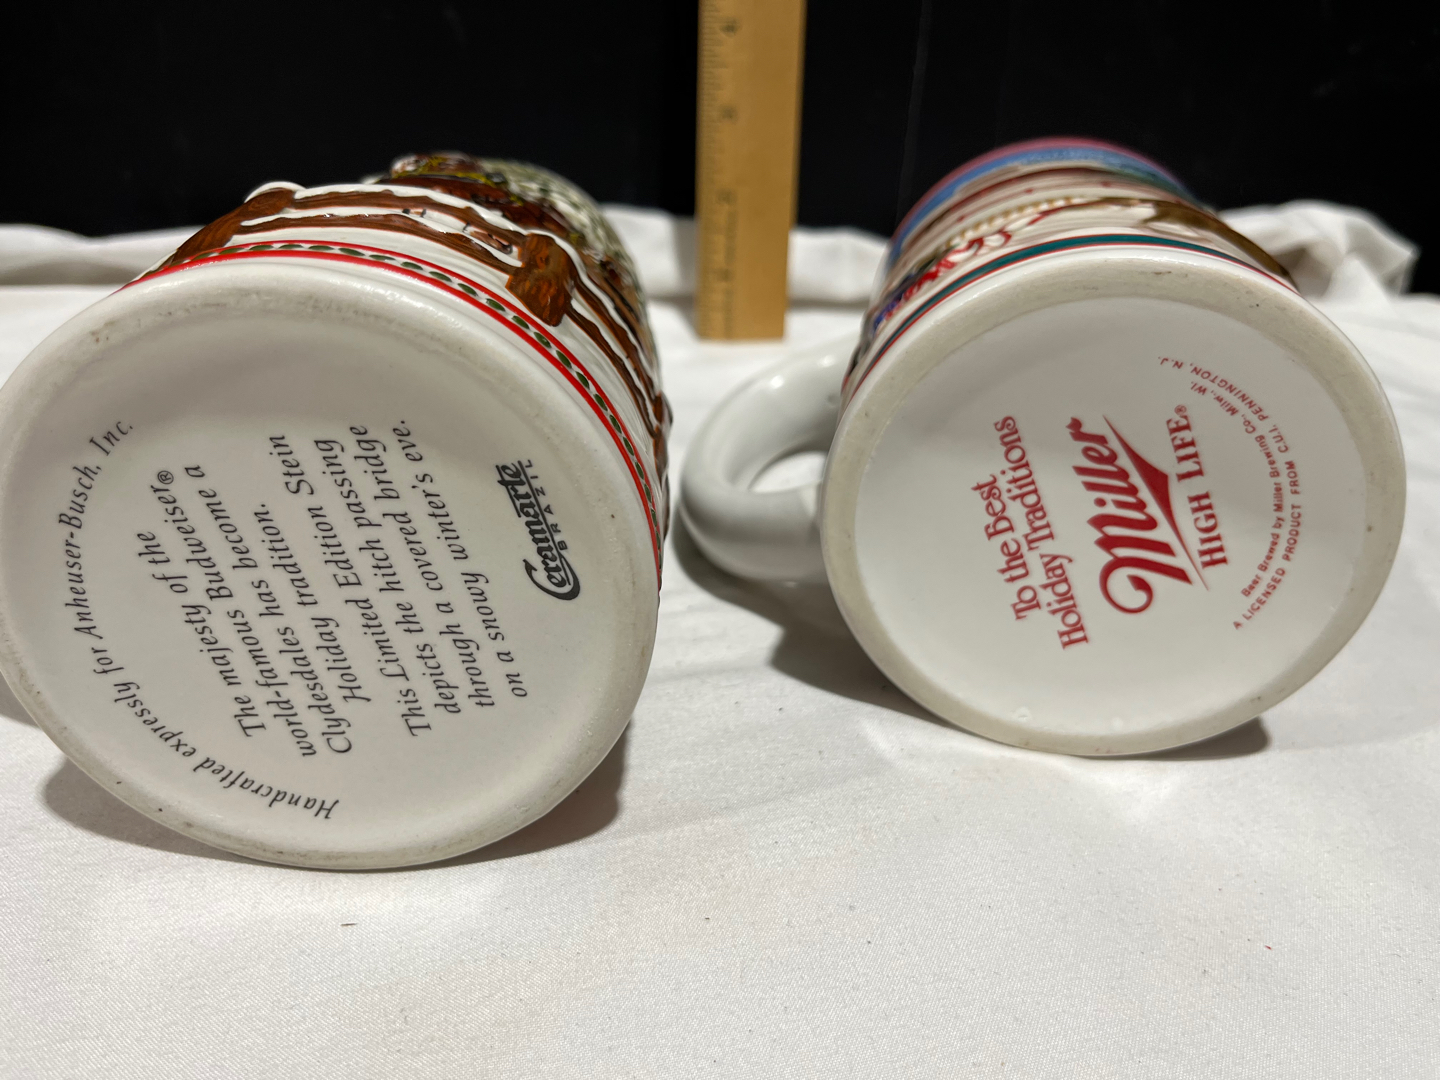 Handcrafted expressly for Anheuser-Busch, Inc.
The majesty of the
world-famous Budweiser®
Clydesdales has become a
Holiday tradition.
This Limited Edition Stein
depicts the hitch passing
through a covered bridge
on a snowy winter's eve.
Ceramarte
BRAZIL
To the Best
Holiday Traditions
Miller
HIGH LIFE®
Beer Brewed by Miller Brewing Co., Milw., WI.
A LICENSED PRODUCT FROM C.U.I. PENNINGTON, N.J.